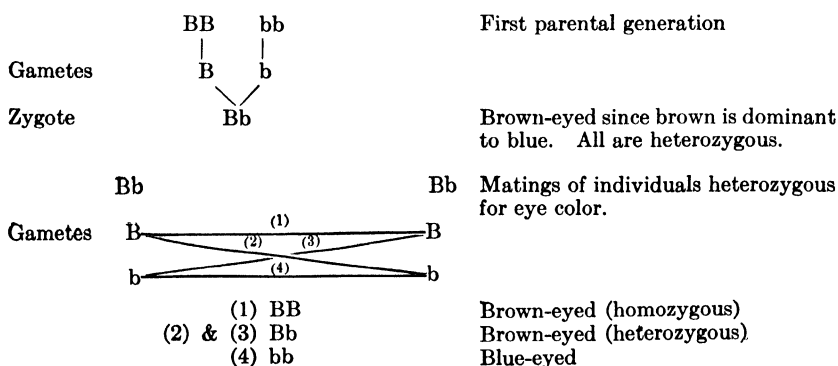 BB bb First parental generation
Gametes B b
Zygote Bb Brown-eyed since brown is dominant
to blue. All are heterozygous.
Bb Bb Matings of individuals heterozygous
for eye color.
(1)
Gametes B B
(2) (3)
(4)
b b
(1) BB Brown-eyed (homozygous)
(2) & (3) Bb Brown-eyed (heterozygous)
(4) bb Blue-eyed